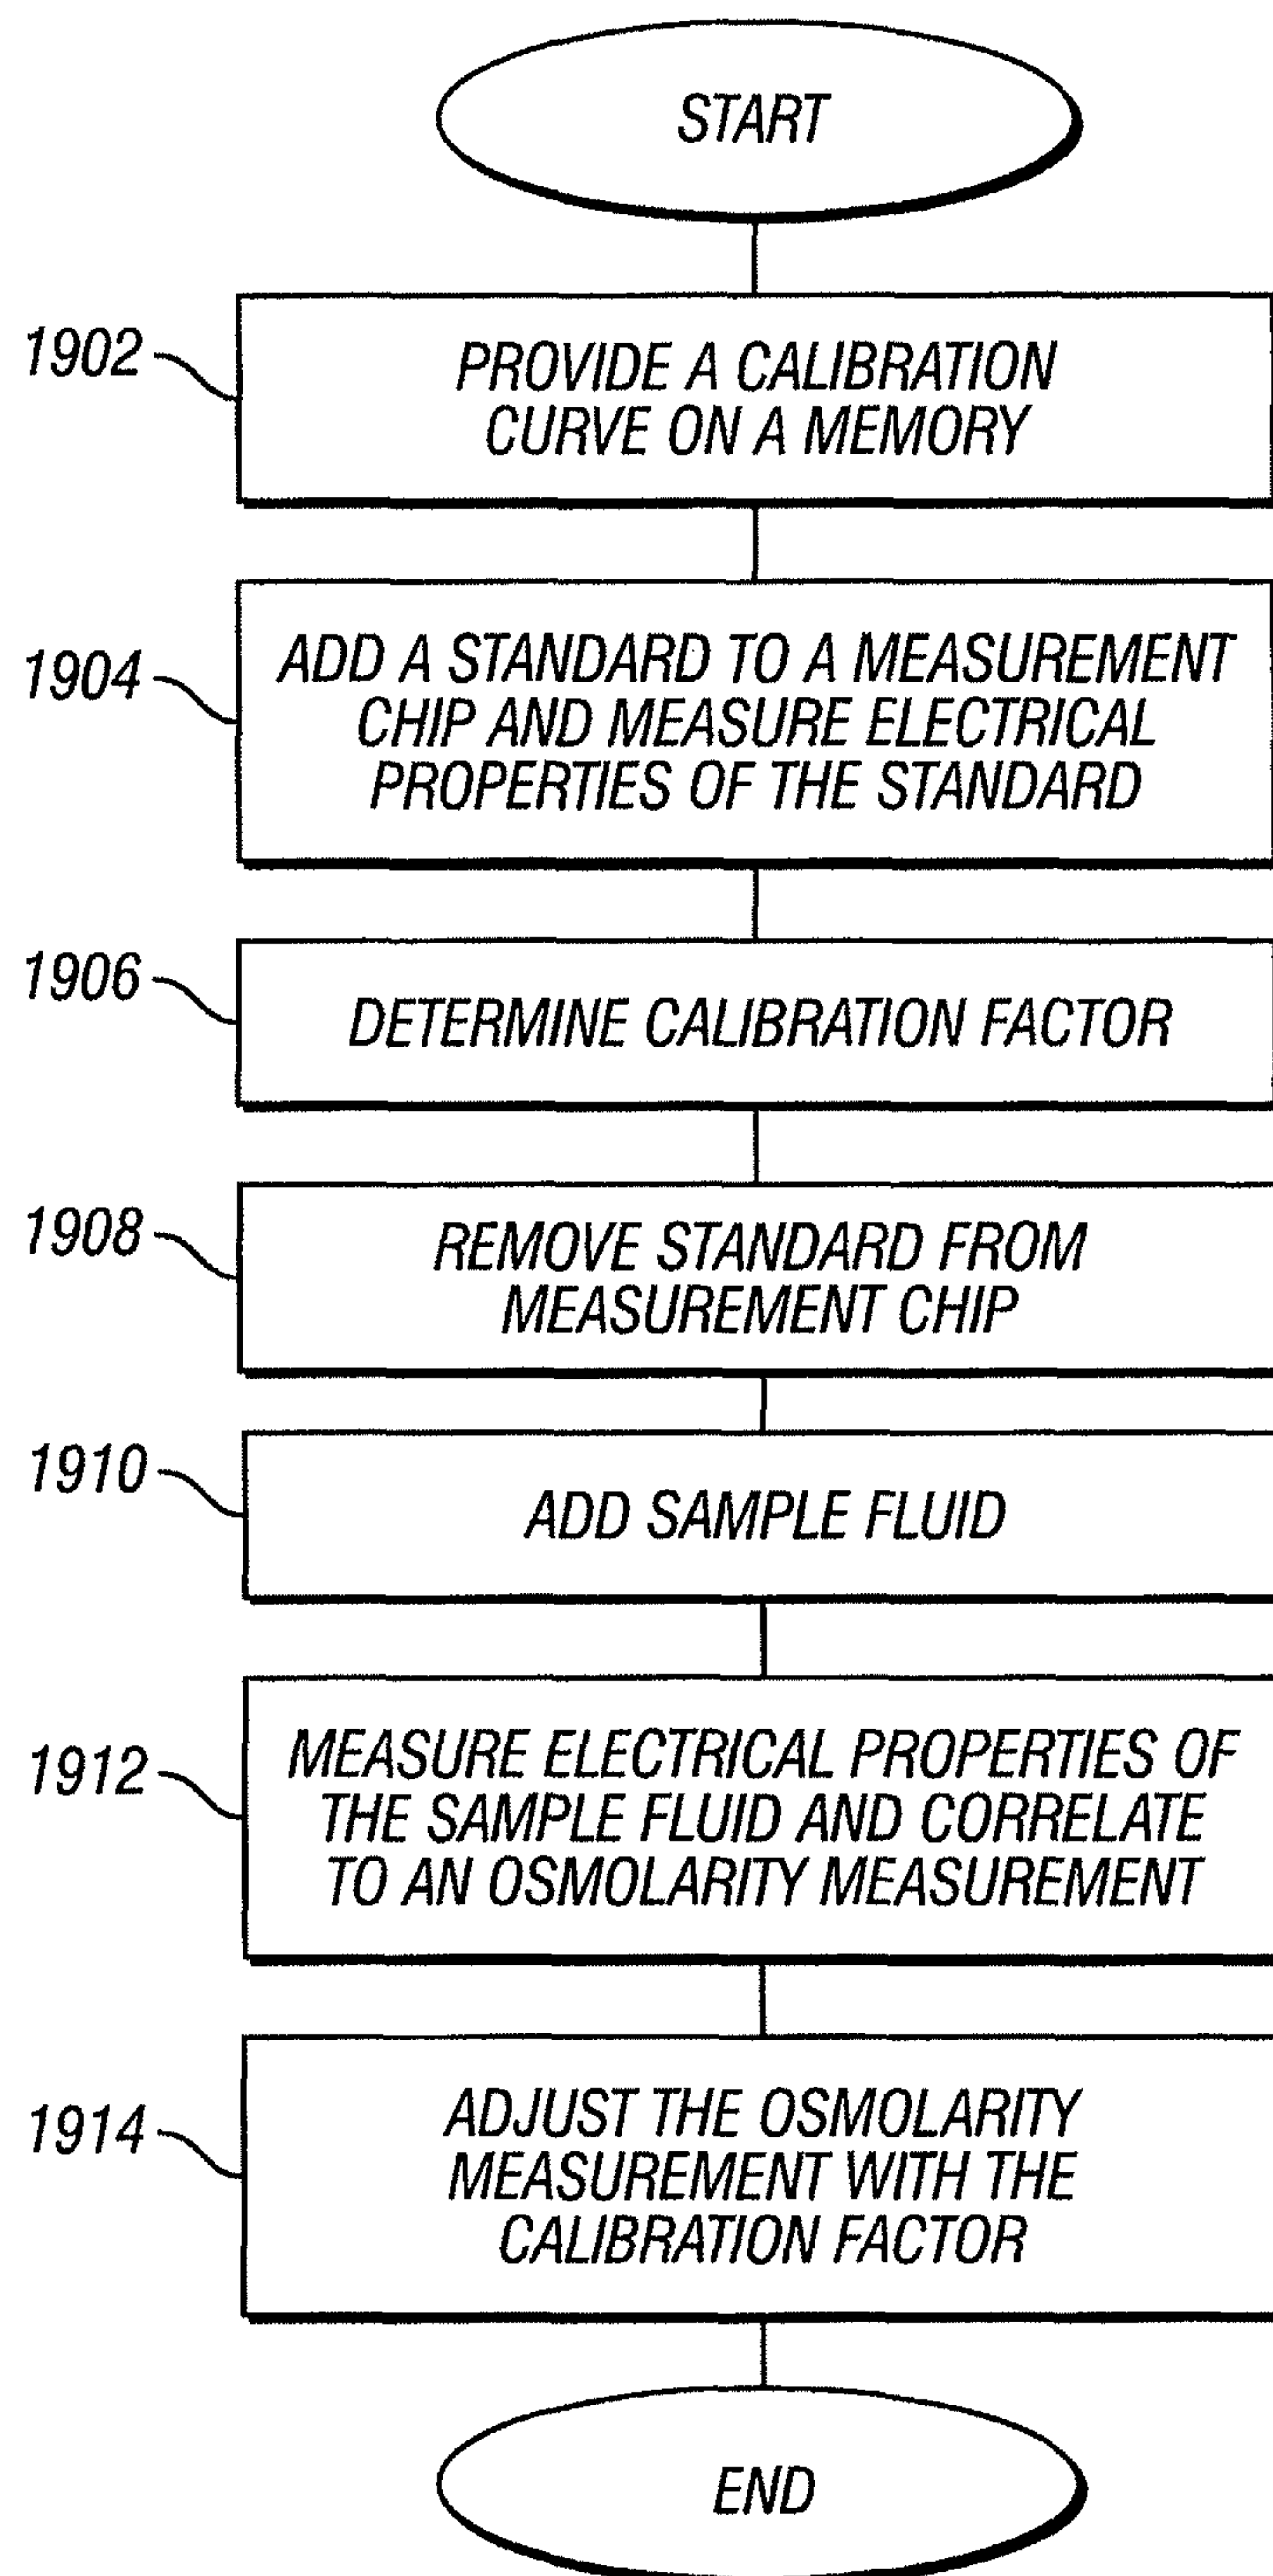 START
1902
PROVIDE A CALIBRATION
CURVE ON A MEMORY
1904
ADD A STANDARD TO A MEASUREMENT
CHIP AND MEASURE ELECTRICAL
PROPERTIES OF THE STANDARD
1906
DETERMINE CALIBRATION FACTOR
1908
REMOVE STANDARD FROM
MEASUREMENT CHIP
1910
ADD SAMPLE FLUID
1912
MEASURE ELECTRICAL PROPERTIES OF
THE SAMPLE FLUID AND CORRELATE
TO AN OSMOLARITY MEASUREMENT
1914
ADJUST THE OSMOLARITY
MEASUREMENT WITH THE
CALIBRATION FACTOR
END